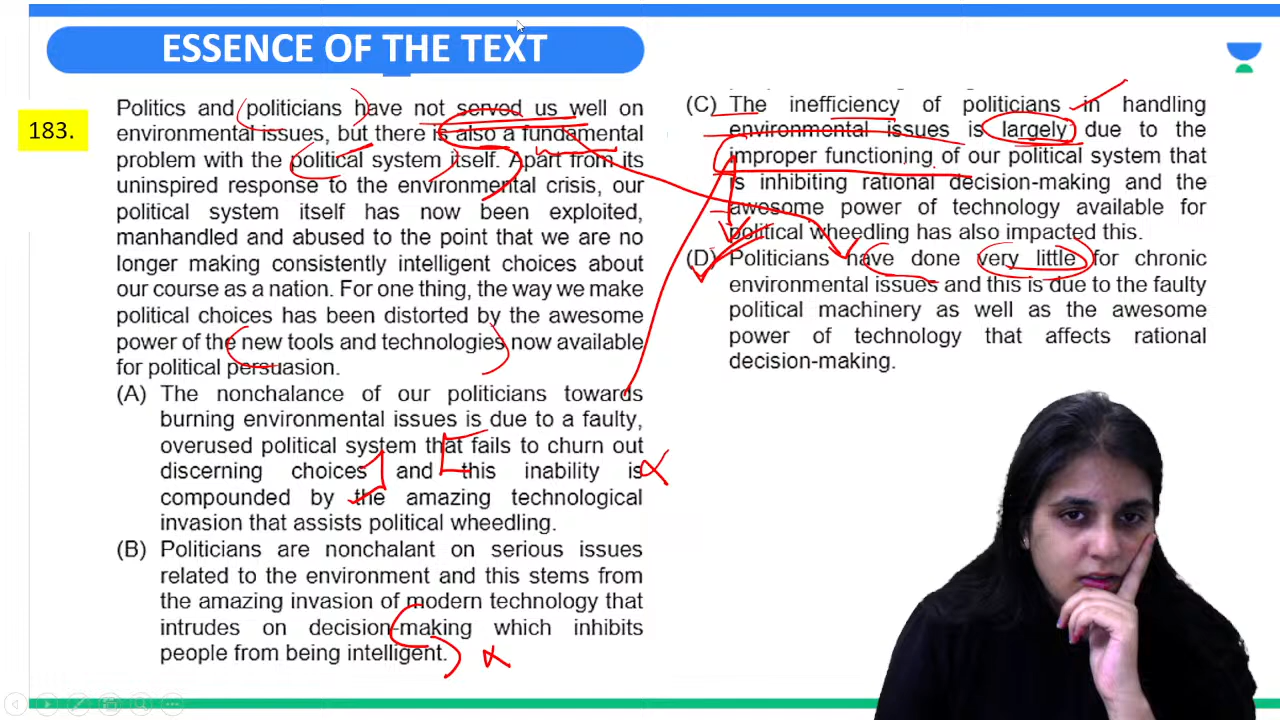 ESSENCE OF THE TEXT
183.
Politics and politicians have not served us well on
environmental issues, but there is also a fundamental
problem with the political system itself. Apart from its
uninspired response to the environmental crisis, our
political system itself has now been exploited,
manhandled and abused to the point that we are no
longer making consistently intelligent choices about
our course as a nation. For one thing, the way we make
political choices has been distorted by the awesome
power of the new tools and technologies now available
for political persuasion.
(A) The nonchalance of our politicians towards
burning environmental issues is due to a faulty,
overused political system that fails to churn out
discerning choices and this inability is
compounded by the amazing technological
invasion that assists political wheedling.
(B) Politicians are nonchalant on serious issues
related to the environment and this stems from
the amazing invasion of modern technology that
intrudes on decision-making which inhibits
people from being intelligent.
(C) The inefficiency of politicians in handling
environmental issues is largely due to the
improper functioning of our political system that
is inhibiting rational decision-making and the
awesome power of technology available for
political wheedling has also impacted this.
(D) Politicians have done very little for chronic
environmental issues and this is due to the faulty
political machinery as well as the awesome
power of technology that affects rational
decision-making.